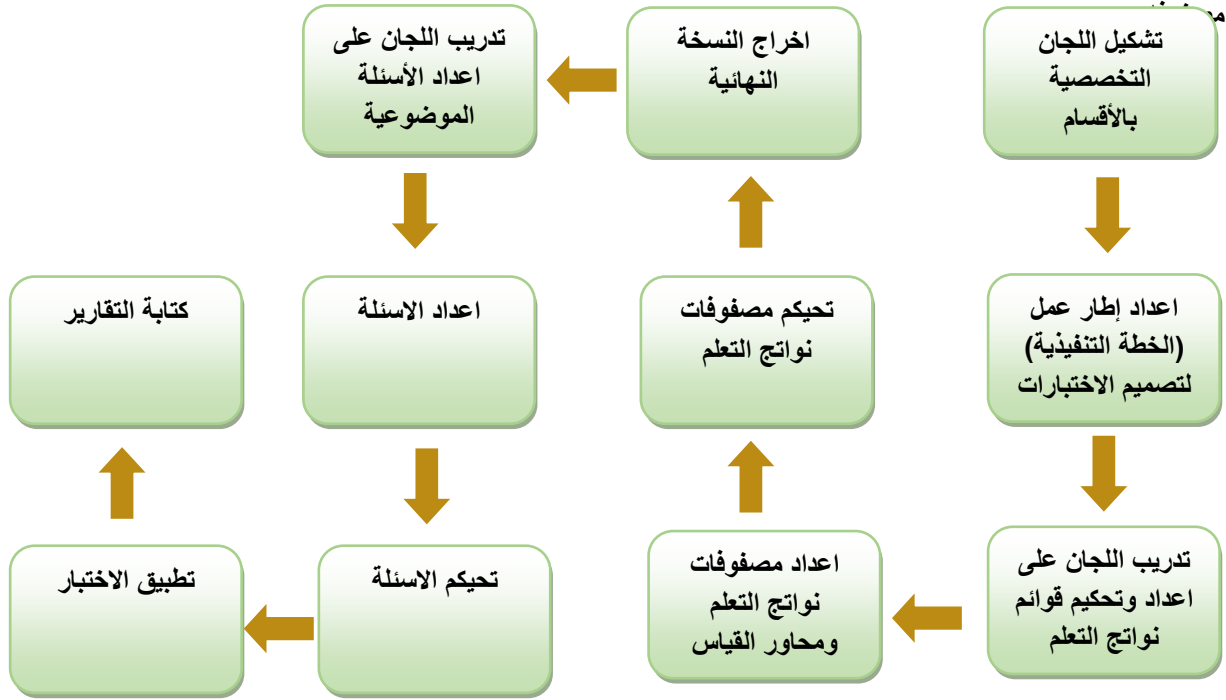 تشكيل اللجان
التخصصية
بالأقسام
اعداد إطار عمل
(الخطة التنفيذية)
لتصميم الاختبارات
تدريب اللجان على
اعداد وتحكيم قوائم
نواتج التعلم
اعداد مصفوفات
نواتج التعلم
ومحاور القياس
تحيكم مصفوفات
نواتج التعلم
اخراج النسخة
النهائية
تدريب اللجان على
اعداد الأسئلة
الموضوعية
اعداد الاسئلة
تحيكم الاسئلة
تطبيق الاختبار
كتابة التقارير